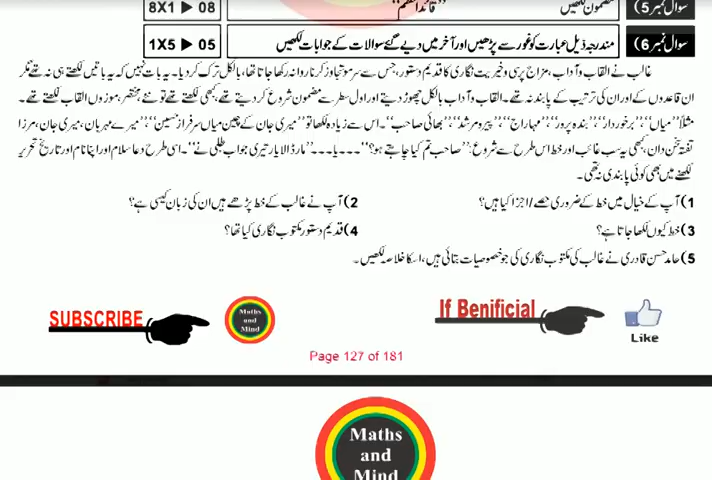 سوال نمبر 5) مضمون لکھیں "قائد اعظم" 8X1 ▶ 08
سوال نمبر 6) مندرجہ ذیل عبارت کو غور سے پڑھیں اور آخر میں دیے گئے سوالات کے جوابات لکھیں 1X5 ▶ 05
غالب نے القاب و آداب، مزاج پرسی و خیریت نگاری کا قدیم دستور، جس سے سرمو تجاوز کرنا روا نہ رکھا جاتا تھا، بالکل ترک کر دیا۔ یہ بات نہیں کہ یہ باتیں لکھتے ہی نہ تھے مگر
ان قاعدوں کے اور ان کی ترتیب کے پابند نہ تھے۔ القاب و آداب بالکل چھوڑ دیتے اور اول سطر سے مضمون شروع کر دیتے تھے، کبھی لکھتے تھے تو نئے، مختصر، موزوں القاب لکھتے تھے۔
مثلاً "میاں"، "برخوردار"، "بندہ پرور"، "مہاراج"، "پیر و مرشد"، "بھائی صاحب"۔ اس سے زیادہ لکھا تو "میری جان کے چین میاں سرفراز حسین"، "میرے مہربان، میری جان، مرزا
تفتہ سخن دان، کبھی یہ سب غائب اور خط اس طرح سے شروع: "صاحب تم کیا چاہتے ہو؟"۔۔۔ یا۔۔۔ "مار ڈالا یار تیری جواب طلبی نے"۔ اسی طرح دعا سلام اور اپنا نام اور تاریخ تحریر
لکھنے میں بھی کوئی پابندی نہ تھی۔
1) آپ کے خیال میں خط کے ضروری حصے / اجزا کیا ہیں؟ 2) آپ نے غالب کے خط پڑھے ہیں ان کی زبان کیسی ہے؟
3) خط کیوں لکھا جاتا ہے؟ 4) قدیم دستور مکتوب نگاری کیا تھا؟
5) حامد حسن قادری نے غالب کی مکتوب نگاری کی جو خصوصیات بتائی ہیں، اس کا خلاصہ لکھیں۔
SUBSCRIBE
Maths
and
Mind
If Benificial
Like
Page 127 of 181
Maths
and
Mind